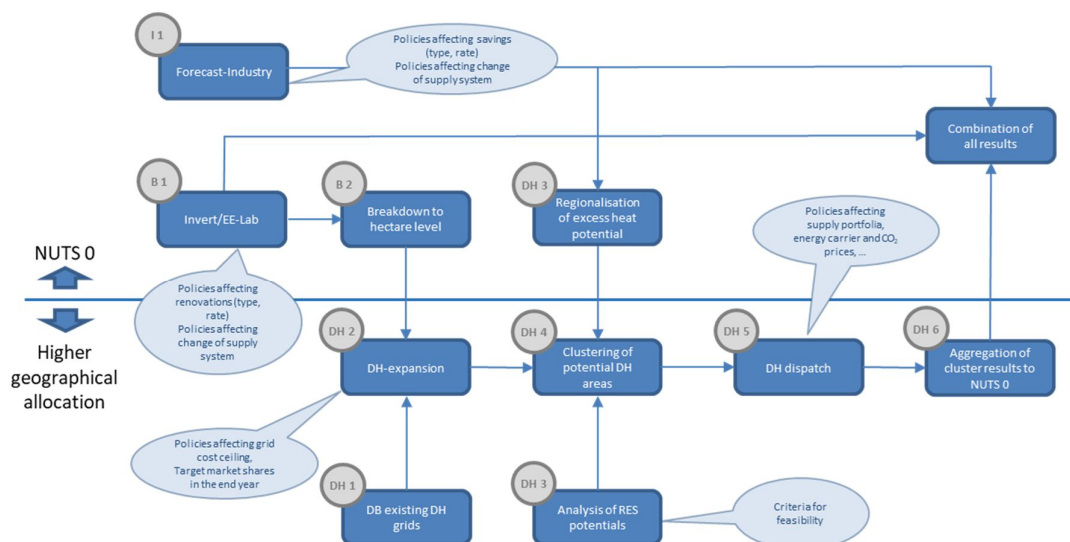 I 1
Forecast-Industry
Policies affecting savings
(type, rate)
Policies affecting change
of supply system
Combination of
all results
B 1
Invert/EE-Lab
B 2
Breakdown to
hectare level
DH 3
Regionalisation
of excess heat
potential
Policies affecting
supply portfolia,
energy carrier and CO₂
prices, ...
NUTS 0
Policies affecting
renovations (type,
rate)
Policies affecting
change of supply
system
Higher
geographical
allocation
DH 2
DH-expansion
DH 4
Clustering of
potential DH
areas
DH 5
DH dispatch
DH 6
Aggregation of
cluster results to
NUTS 0
Policies affecting grid
cost ceiling,
Target market shares
in the end year
DH 1
DB existing DH
grids
DH 3
Analysis of RES
potentials
Criteria for
feasibility